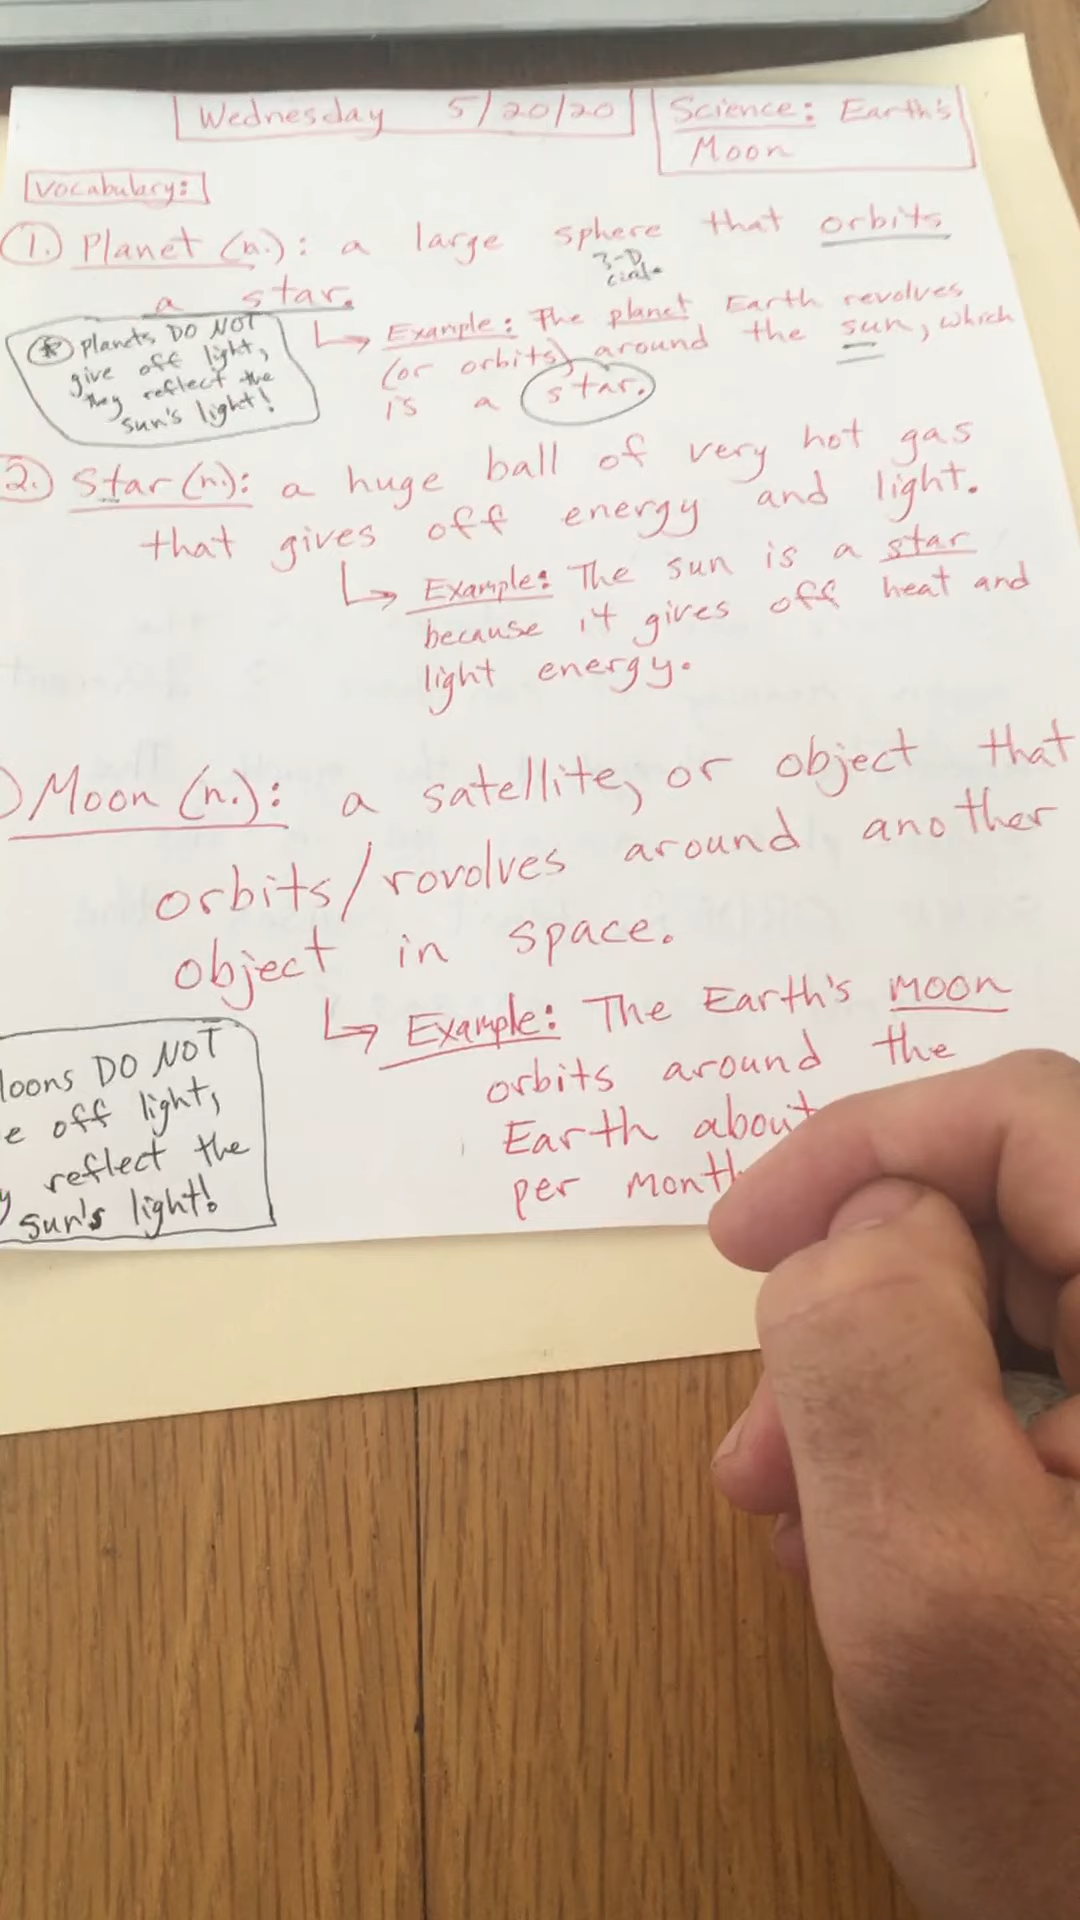 Wednesday 5/20/20
Science: Earth's
Moon
Vocabulary:
1. Planet (n.): a large sphere that orbits
3-D
circle
a star.
* planets DO NOT
give off light,
they reflect the
sun's light!
Example: The planet Earth revolves
(or orbits) around the sun, which
is a star.
2. Star (n.): a huge ball of very hot gas
that gives off energy and light.
Example: The sun is a star
because it gives off heat and
light energy.
Moon (n.): a satellite, or object that
orbits/rovolves around another
object in space.
Example: The Earth's moon
orbits around the
Earth about
per month
oons DO NOT
e off light,
y reflect the
sun's light!